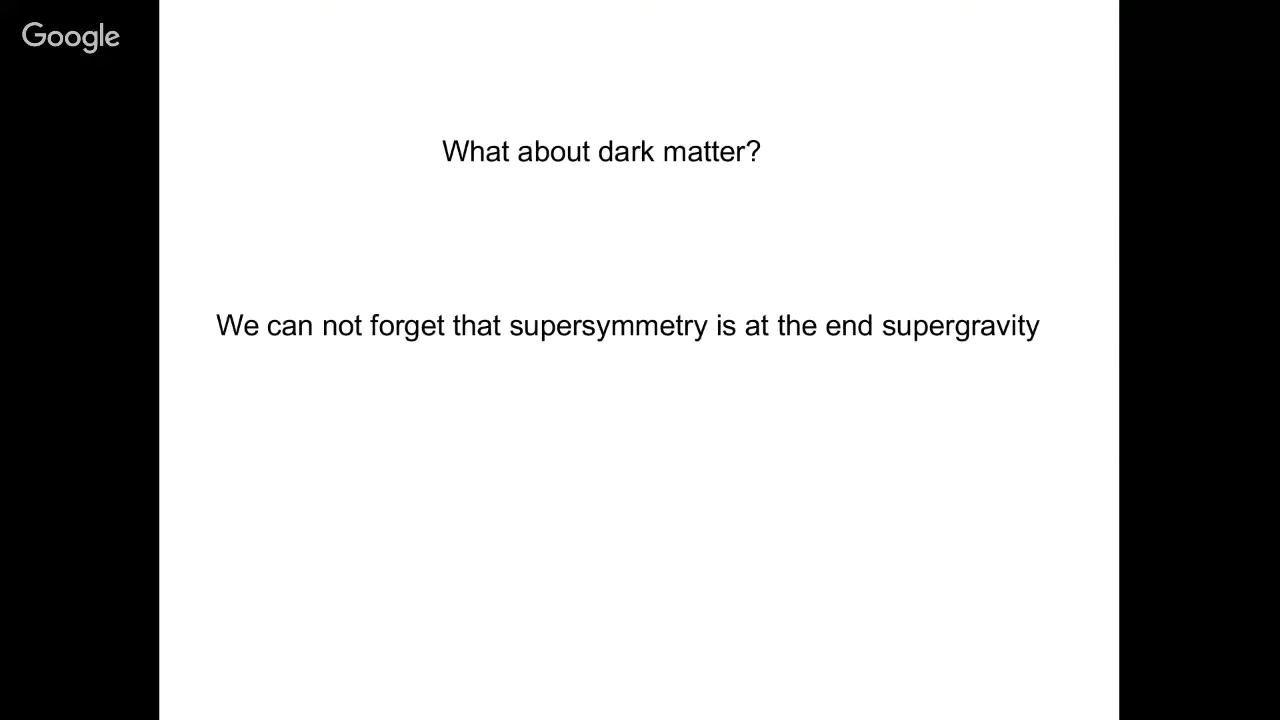 Google
What about dark matter?
We can not forget that supersymmetry is at the end supergravity